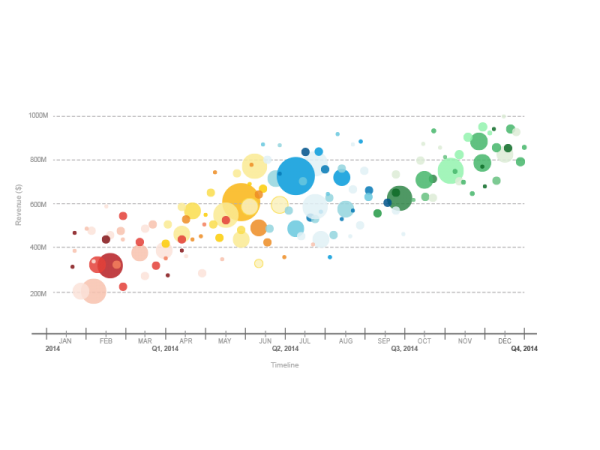 1000M
800M
600M
400M
200M
Revenue ($)
JAN FEB MAR APR MAY JUN JUL AUG SEP OCT NOV DEC
2014 Q1, 2014 Q2, 2014 Q3, 2014 Q4, 2014
Timeline